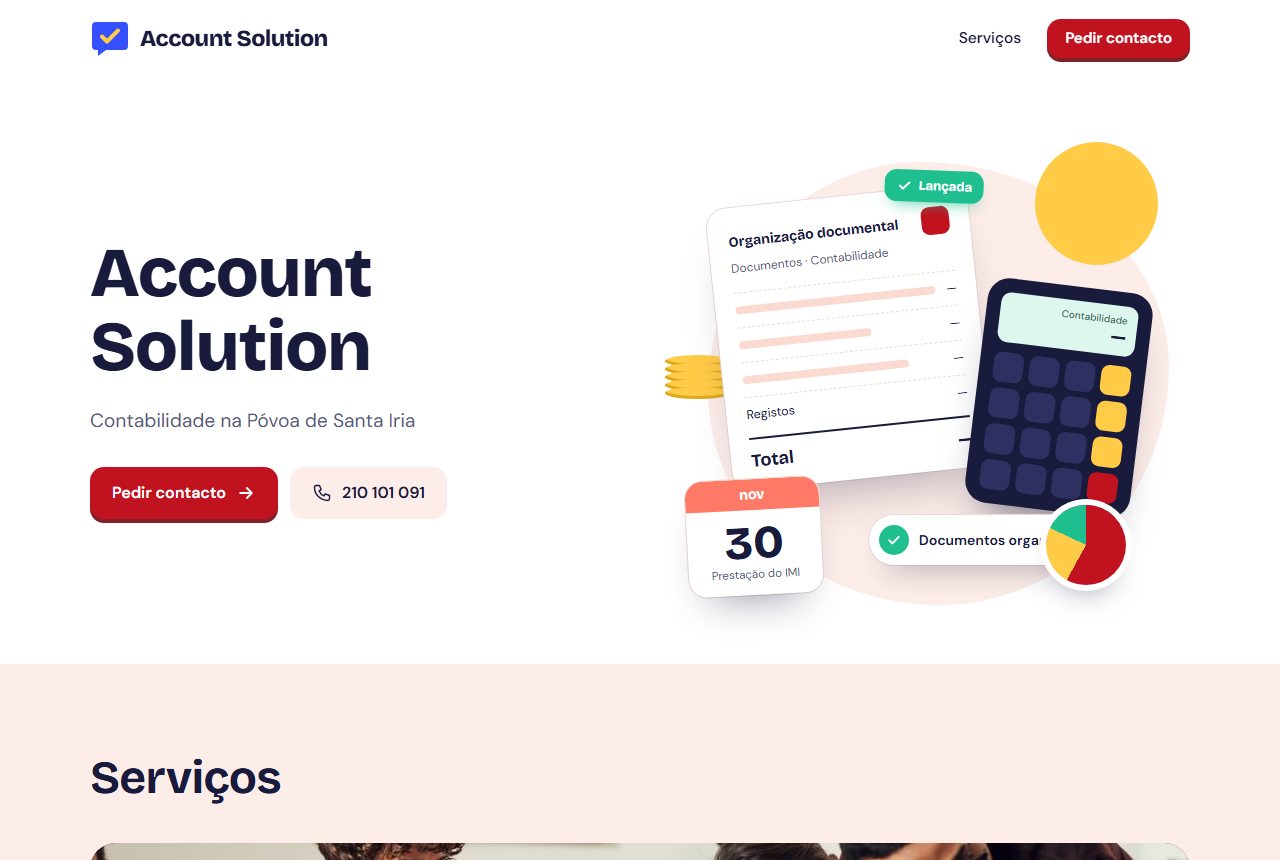 Account Solution
Serviços
Pedir contacto
Account
Solution
Contabilidade na Póvoa de Santa Iria
Pedir contacto
210 101 091
Lançada
Organização documental
Documentos · Contabilidade
—
—
—
Registos
—
Total
—
Contabilidade
—
nov
30
Prestação do IMI
Documentos
Serviços